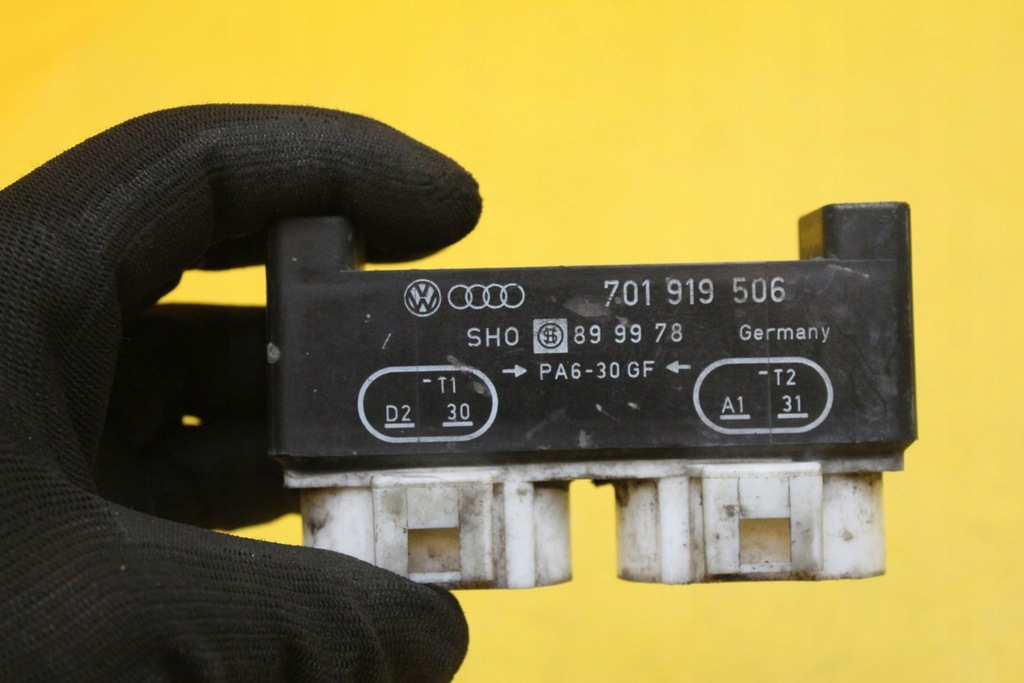 701 919 506
SHO 89 99 78 Germany
→ PA6-30 GF ←
T1
D2 30
T2
A1 31